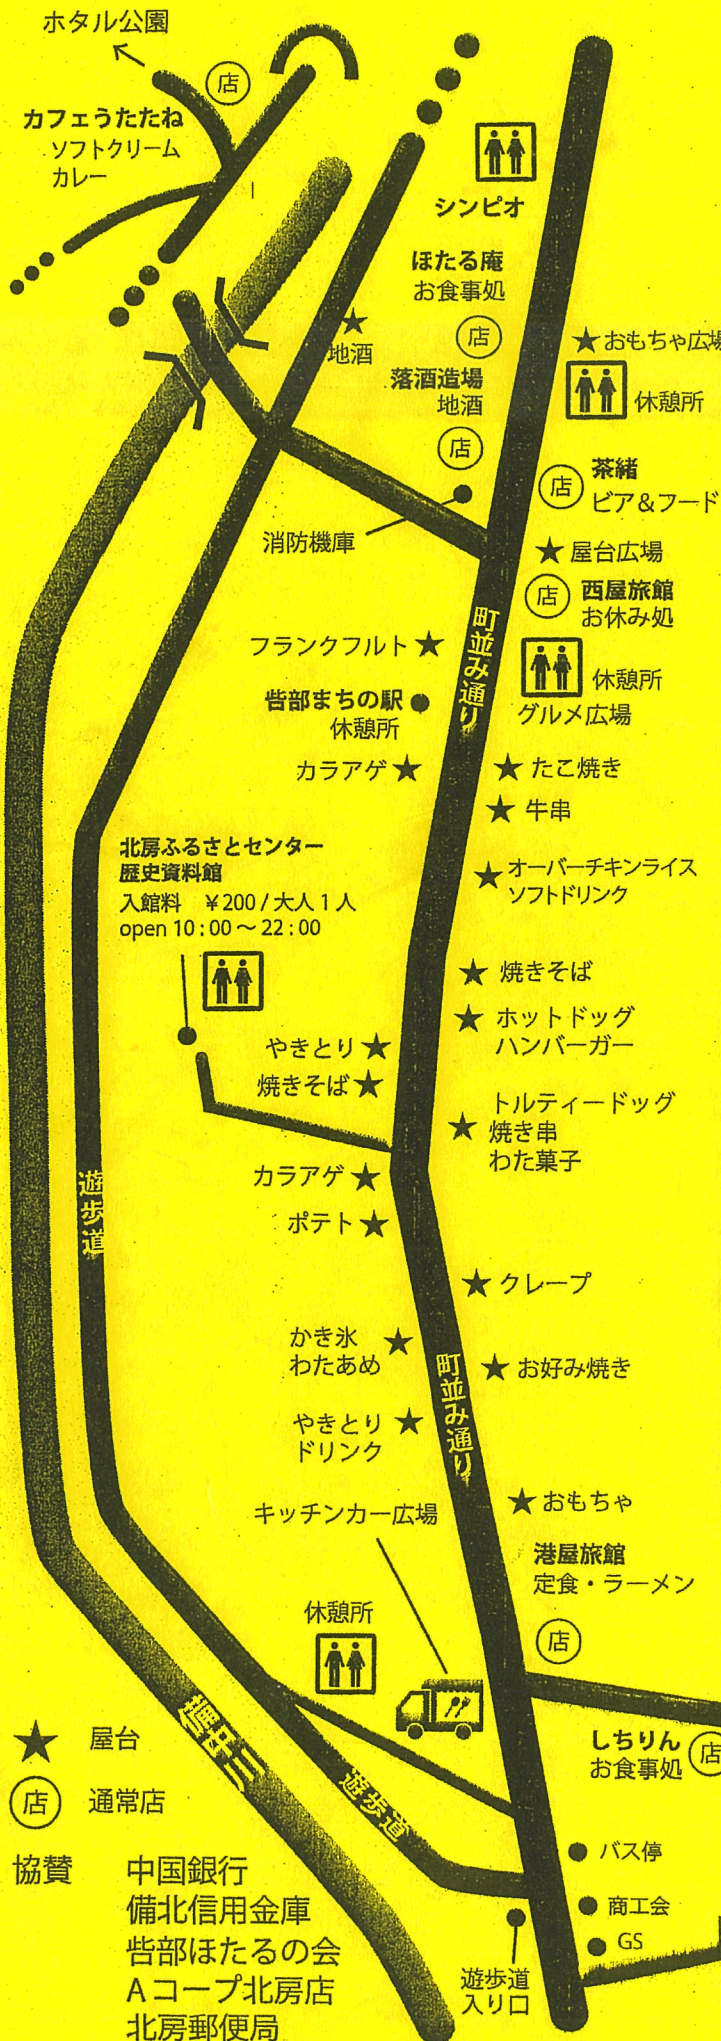 ホタル公園
店
カフェうたたね
ソフトクリーム
カレー
シンピオ
ほたる庵
お食事処
店
地酒
落酒造場
地酒
店
消防機庫
おもちゃ広場
休憩所
店
茶緒
ビア&フード
屋台広場
店
西屋旅館
お休み処
町並み通り
フランクフルト
休憩所
グルメ広場
呰部まちの駅
休憩所
カラアゲ
たこ焼き
牛串
北房ふるさとセンター
歴史資料館
入館料 ¥200/大人1人
open 10:00~22:00
オーバーチキンライス
ソフトドリンク
焼きそば
ホットドッグ
ハンバーガー
やきとり
焼きそば
トルティードッグ
焼き串
わた菓子
カラアゲ
ポテト
遊歩道
クレープ
かき氷
わたあめ
町並み通り
お好み焼き
やきとり
ドリンク
おもちゃ
キッチンカー広場
港屋旅館
定食・ラーメン
店
休憩所
備中川
遊歩道
しちりん
お食事処
店
屋台
店
通常店
バス停
商工会
GS
遊歩道
入り口
協賛
中国銀行
備北信用金庫
呰部ほたるの会
Aコープ北房店
北房郵便局